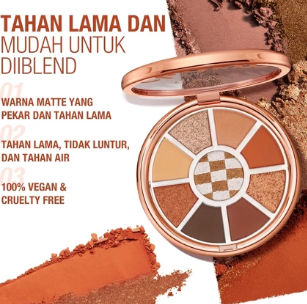 TAHAN LAMA DAN
MUDAH UNTUK
DIIBLEND
01
WARNA MATTE YANG
PEKAR DAN TAHAN LAMA
02
TAHAN LAMA, TIDAK LUNTUR,
DAN TAHAN AIR
03
100% VEGAN &
CRUELTY FREE